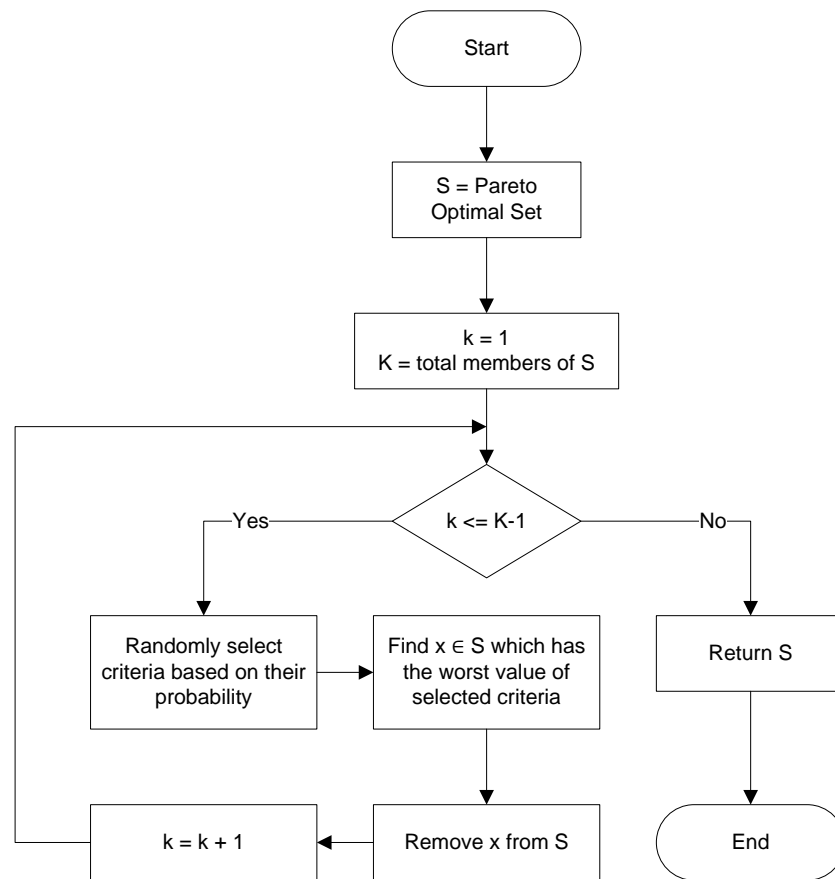 Start
S = Pareto
Optimal Set
k = 1
K = total members of S
k <= K-1
Yes
No
Randomly select
criteria based on their
probability
Find x ∈ S which has
the worst value of
selected criteria
Return S
k = k + 1
Remove x from S
End